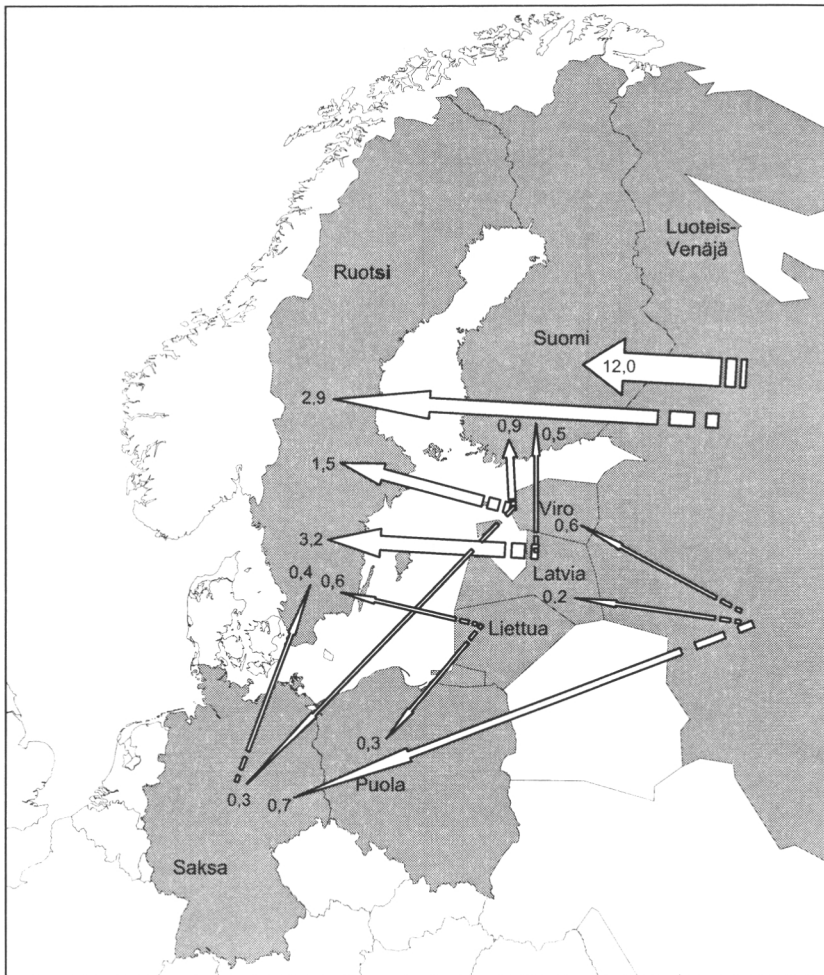 Luoteis-
Venäjä
Ruotsi
Suomi
12,0
2,9
0,9
0,5
1,5
Viro
0,6
3,2
Latvia
0,4
0,6
0,2
Liettua
0,3
Puola
0,3
0,7
Saksa